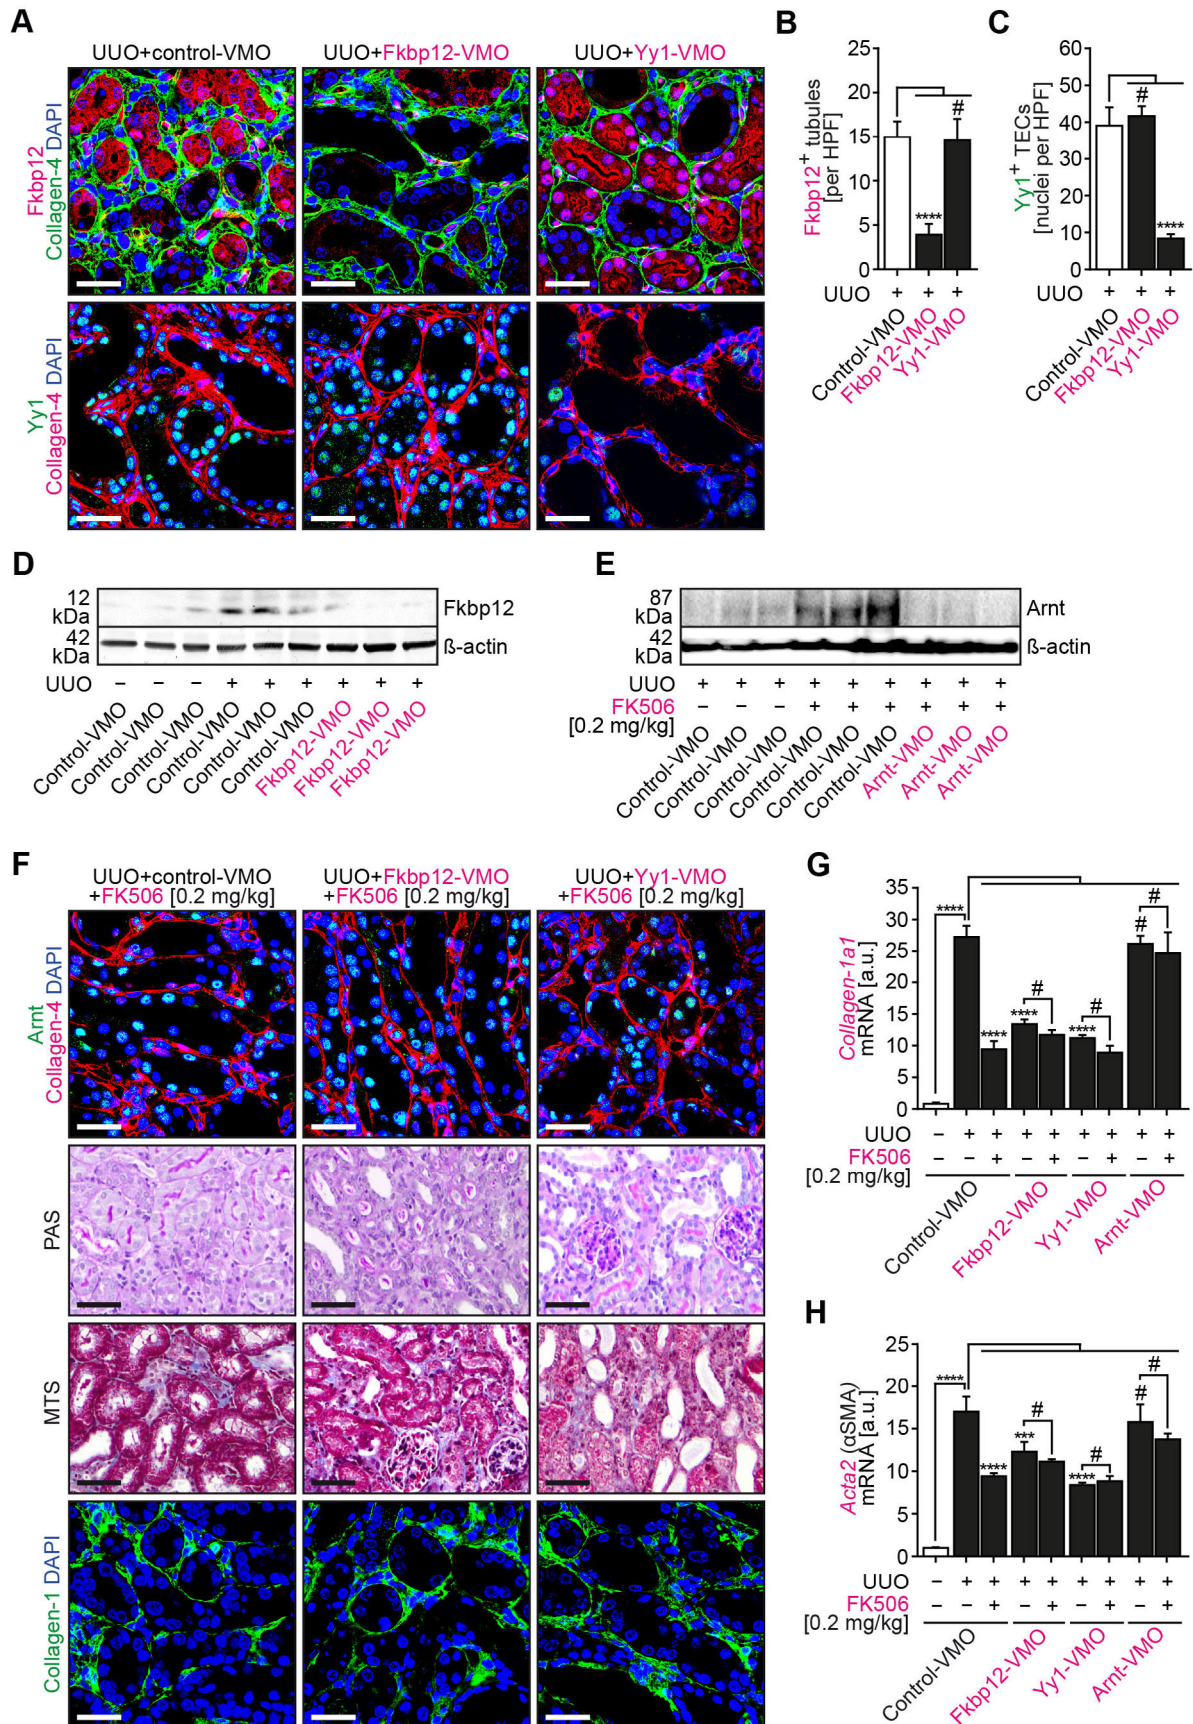 A
UUO+control-VMO
UUO+Fkbp12-VMO
UUO+Yy1-VMO
Fkbp12
Collagen-4 DAPI
Yy1
Collagen-4 DAPI
B
Fkbp12+ tubules
[per HPF]
25
20
15
10
5
0
#
****
UUO + + +
Control-VMO
Fkbp12-VMO
Yy1-VMO
C
Yy1+ TECs
[nuclei per HPF]
60
50
40
30
20
10
0
#
****
UUO + + +
Control-VMO
Fkbp12-VMO
Yy1-VMO
D
12
kDa
Fkbp12
42
kDa
ß-actin
UUO – – – + + + + + +
Control-VMO
Control-VMO
Control-VMO
Control-VMO
Control-VMO
Control-VMO
Fkbp12-VMO
Fkbp12-VMO
Fkbp12-VMO
E
87
kDa
Arnt
42
kDa
ß-actin
UUO + + + + + + + + +
FK506 – – – + + + + + +
[0.2 mg/kg]
Control-VMO
Control-VMO
Control-VMO
Control-VMO
Control-VMO
Control-VMO
Arnt-VMO
Arnt-VMO
Arnt-VMO
F
UUO+control-VMO
+FK506 [0.2 mg/kg]
UUO+Fkbp12-VMO
+FK506 [0.2 mg/kg]
UUO+Yy1-VMO
+FK506 [0.2 mg/kg]
Arnt
Collagen-4 DAPI
PAS
MTS
Collagen-1 DAPI
G
Collagen-1a1
mRNA [a.u.]
35
30
25
20
15
10
5
0
****
****
****
#
****
#
#
#
UUO – + + + + + + + +
FK506 – – + – + – + – +
[0.2 mg/kg]
Control-VMO
Fkbp12-VMO
Yy1-VMO
Arnt-VMO
H
Acta2 (αSMA)
mRNA [a.u.]
25
20
15
10
5
0
****
****
***
#
****
#
#
#
UUO – + + + + + + + +
FK506 – – + – + – + – +
[0.2 mg/kg]
Control-VMO
Fkbp12-VMO
Yy1-VMO
Arnt-VMO